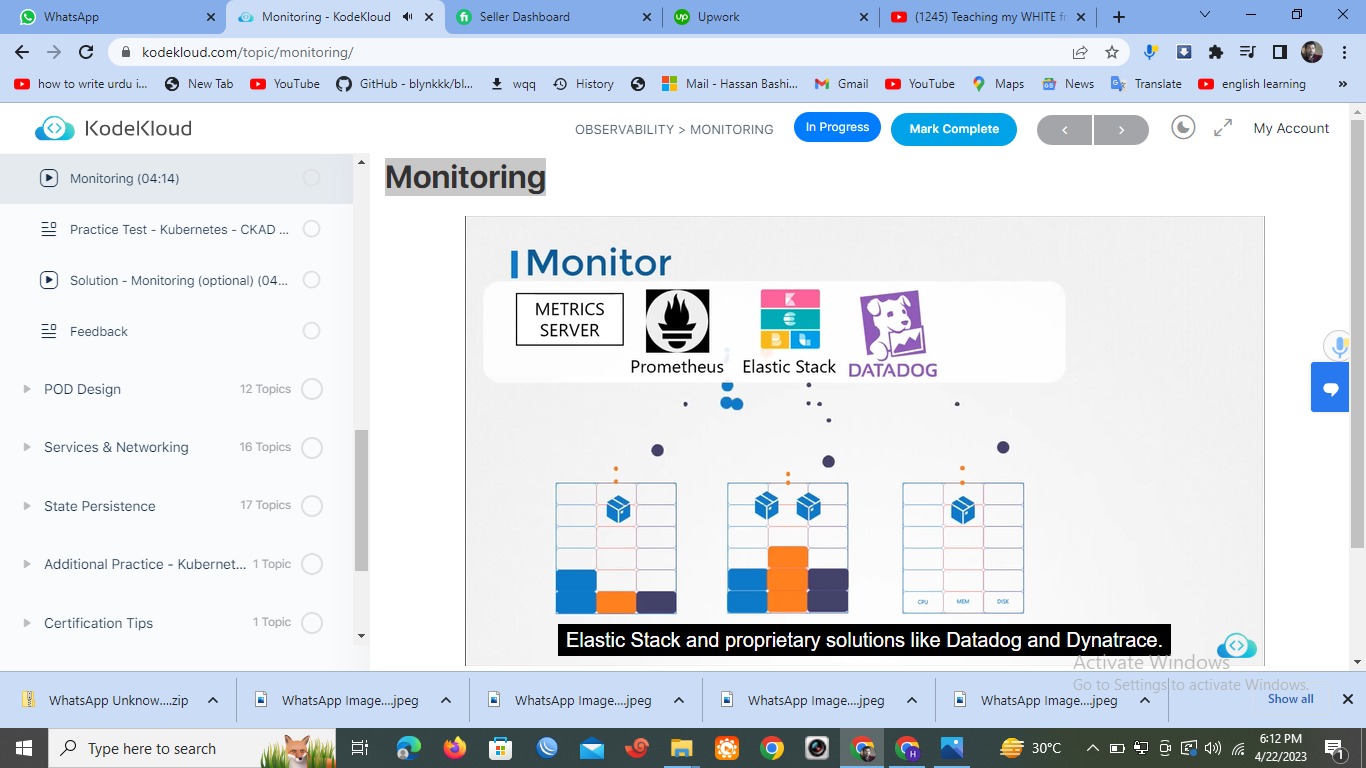 WhatsApp
Monitoring - KodeKloud
Seller Dashboard
Upwork
(1245) Teaching my WHITE fr
kodekloud.com/topic/monitoring/
how to write urdu i...
New Tab
YouTube
GitHub - blynkkk/bl...
wqq
History
Mail - Hassan Bashi...
Gmail
YouTube
Maps
News
Translate
english learning
»
KodeKloud
OBSERVABILITY > MONITORING
In Progress
Mark Complete
My Account
Monitoring (04:14)
Practice Test - Kubernetes - CKAD ...
Solution - Monitoring (optional) (04...
Feedback
POD Design
12 Topics
Services & Networking
16 Topics
State Persistence
17 Topics
Additional Practice - Kubernet...
1 Topic
Certification Tips
1 Topic
Monitoring
Monitor
METRICS
SERVER
Prometheus
Elastic Stack
DATADOG
CPU
MEM
DISK
Elastic Stack and proprietary solutions like Datadog and Dynatrace.
Activate Windows
Go to Settings to activate Windows.
WhatsApp Unknow....zip
WhatsApp Image....jpeg
WhatsApp Image....jpeg
WhatsApp Image....jpeg
WhatsApp Image....jpeg
Show all
Type here to search
30°C
6:12 PM
4/22/2023
1